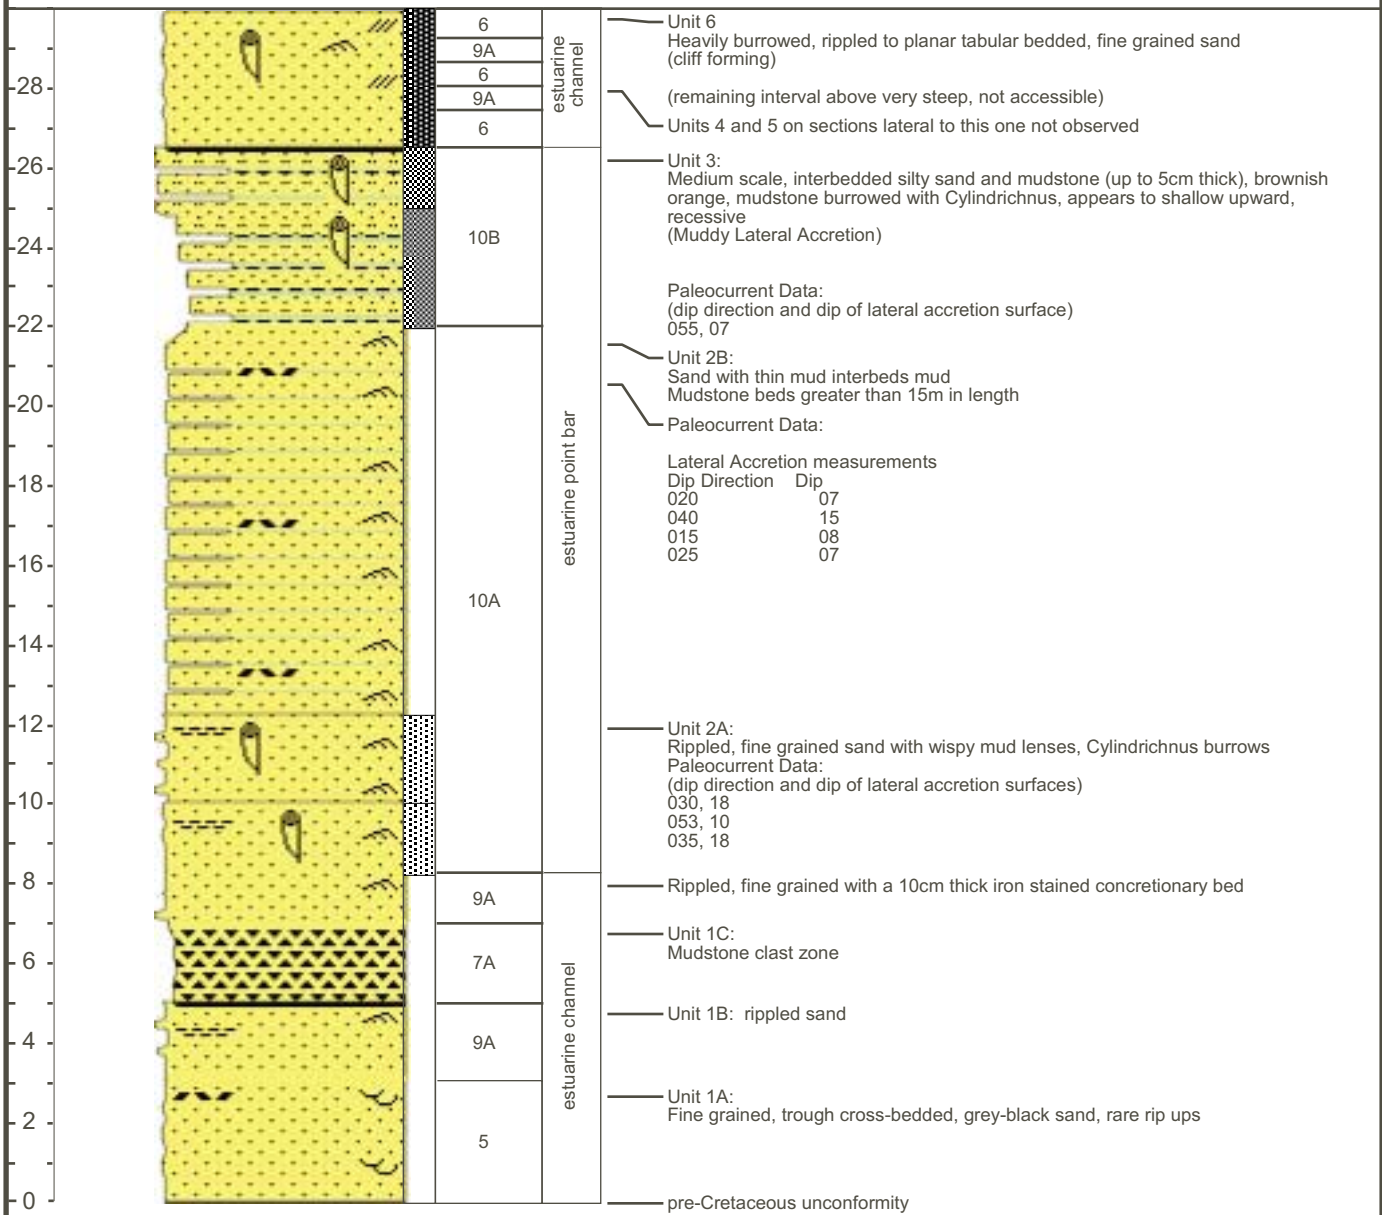 28
26
24
22
20
18
16
14
12
10
8
6
4
2
0
6
9A
6
9A
6
10B
10A
9A
7A
9A
5
estuarine
channel
estuarine point bar
estuarine channel
Unit 6
Heavily burrowed, rippled to planar tabular bedded, fine grained sand
(cliff forming)
(remaining interval above very steep, not accessible)
Units 4 and 5 on sections lateral to this one not observed
Unit 3:
Medium scale, interbedded silty sand and mudstone (up to 5cm thick), brownish
orange, mudstone burrowed with Cylindrichnus, appears to shallow upward,
recessive
(Muddy Lateral Accretion)
Paleocurrent Data:
(dip direction and dip of lateral accretion surface)
055, 07
Unit 2B:
Sand with thin mud interbeds mud
Mudstone beds greater than 15m in length
Paleocurrent Data:
Lateral Accretion measurements
Dip Direction Dip
020 07
040 15
015 08
025 07
Unit 2A:
Rippled, fine grained sand with wispy mud lenses, Cylindrichnus burrows
Paleocurrent Data:
(dip direction and dip of lateral accretion surfaces)
030, 18
053, 10
035, 18
Rippled, fine grained with a 10cm thick iron stained concretionary bed
Unit 1C:
Mudstone clast zone
Unit 1B: rippled sand
Unit 1A:
Fine grained, trough cross-bedded, grey-black sand, rare rip ups
pre-Cretaceous unconformity